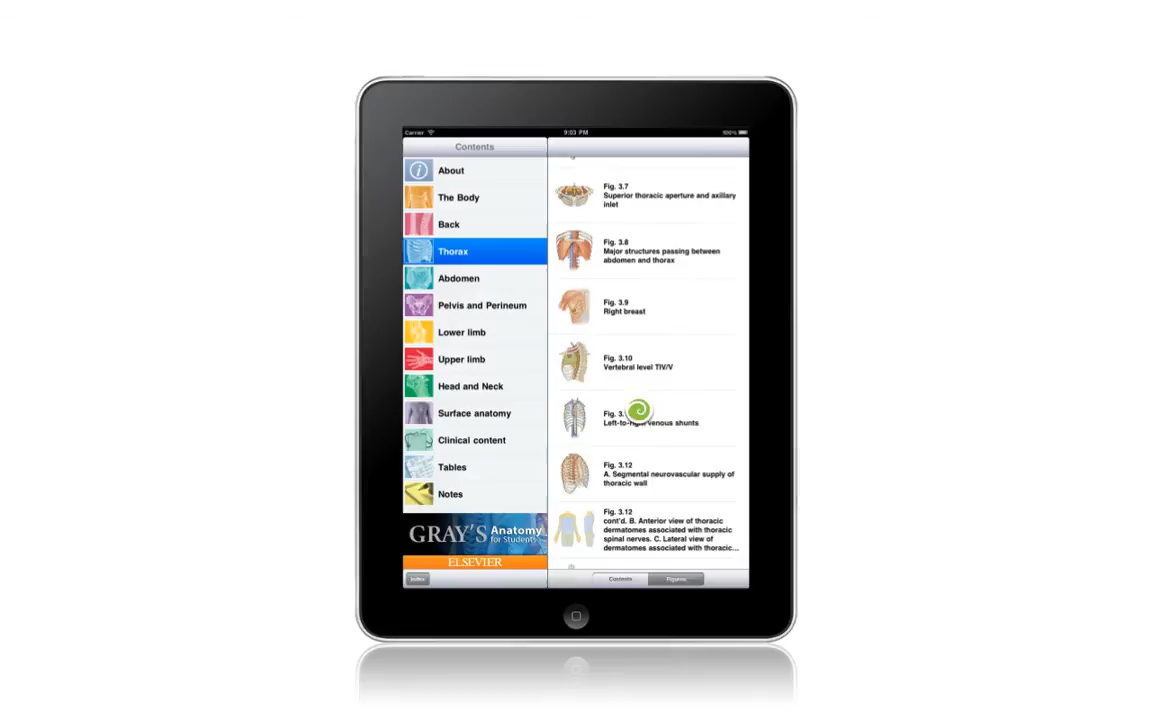 Carrier
9:03 PM
100%
Contents
About
The Body
Back
Thorax
Abdomen
Pelvis and Perineum
Lower limb
Upper limb
Head and Neck
Surface anatomy
Clinical content
Tables
Notes
GRAY'S Anatomy
for Students
ELSEVIER
Index
Fig. 3.7
Superior thoracic aperture and axillary
inlet
Fig. 3.8
Major structures passing between
abdomen and thorax
Fig. 3.9
Right breast
Fig. 3.10
Vertebral level TIV/V
Fig. 3.
Left-to-right venous shunts
Fig. 3.12
A. Segmental neurovascular supply of
thoracic wall
Fig. 3.12
cont'd. B. Anterior view of thoracic
dermatomes associated with thoracic
spinal nerves. C. Lateral view of
dermatomes associated with thoracic...
Contents
Figures